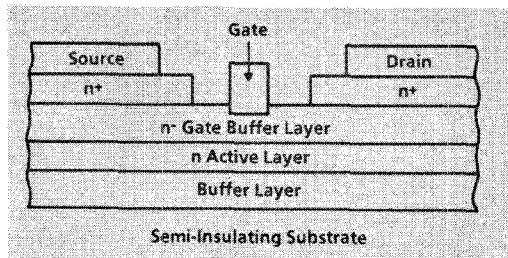 Gate
Source
Drain
n+
n+
n- Gate Buffer Layer
n Active Layer
Buffer Layer
Semi-Insulating Substrate